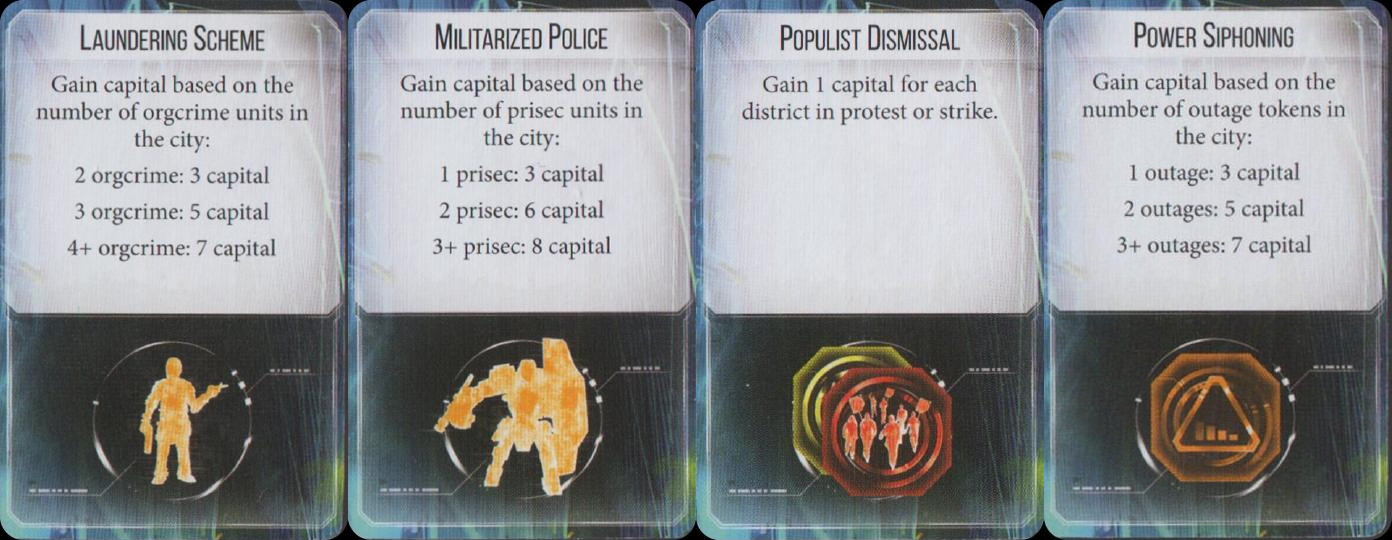 LAUNDERING SCHEME
Gain capital based on the
number of orgcrime units in
the city:
2 orgcrime: 3 capital
3 orgcrime: 5 capital
4+ orgcrime: 7 capital
MILITARIZED POLICE
Gain capital based on the
number of prisec units in
the city:
1 prisec: 3 capital
2 prisec: 6 capital
3+ prisec: 8 capital
POPULIST DISMISSAL
Gain 1 capital for each
district in protest or strike.
POWER SIPHONING
Gain capital based on the
number of outage tokens in
the city:
1 outage: 3 capital
2 outages: 5 capital
3+ outages: 7 capital